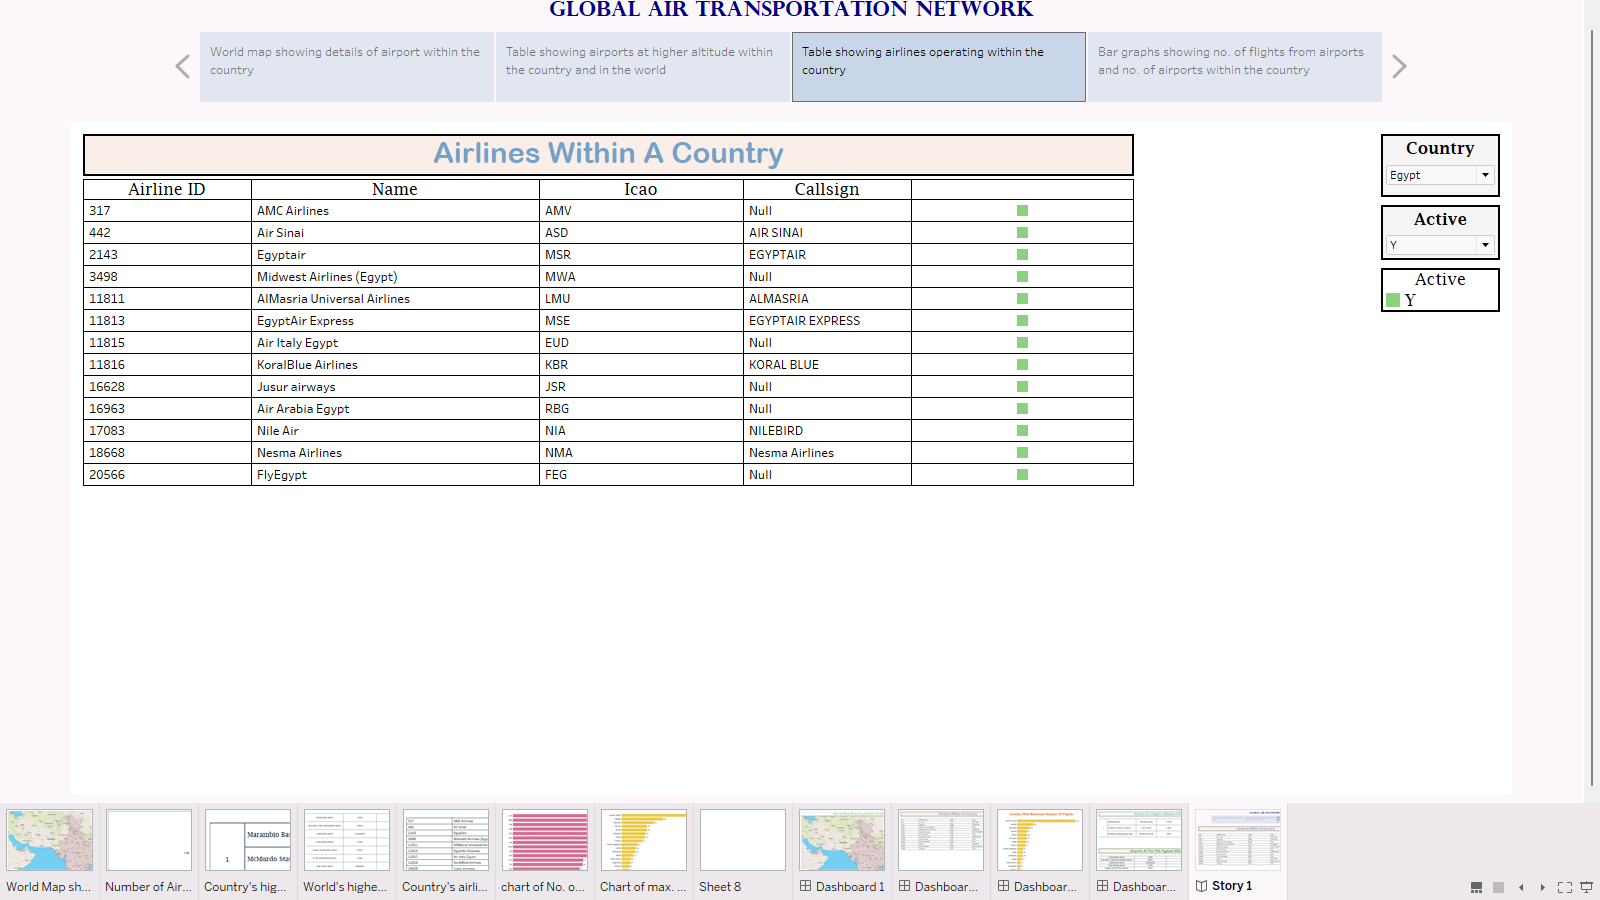 GLOBAL AIR TRANSPORTATION NETWORK
World map showing details of airport within the country
Table showing airports at higher altitude within the country and in the world
Table showing airlines operating within the country
Bar graphs showing no. of flights from airports and no. of airports within the country
Airlines Within A Country
Airline ID Name Icao Callsign
317 AMC Airlines AMV Null
442 Air Sinai ASD AIR SINAI
2143 Egyptair MSR EGYPTAIR
3498 Midwest Airlines (Egypt) MWA Null
11811 AlMasria Universal Airlines LMU ALMASRIA
11813 EgyptAir Express MSE EGYPTAIR EXPRESS
11815 Air Italy Egypt EUD Null
11816 KoralBlue Airlines KBR KORAL BLUE
16628 Jusur airways JSR Null
16963 Air Arabia Egypt RBG Null
17083 Nile Air NIA NILEBIRD
18668 Nesma Airlines NMA Nesma Airlines
20566 FlyEgypt FEG Null
Country
Egypt
Active
Y
Active
Y
Marambio Ba
1 McMurdo Sta
World Map sh... Number of Air... Country's hig... World's highe... Country's airli... chart of No. o... Chart of max. ... Sheet 8 Dashboard 1 Dashboar... Dashboar... Dashboar... Story 1